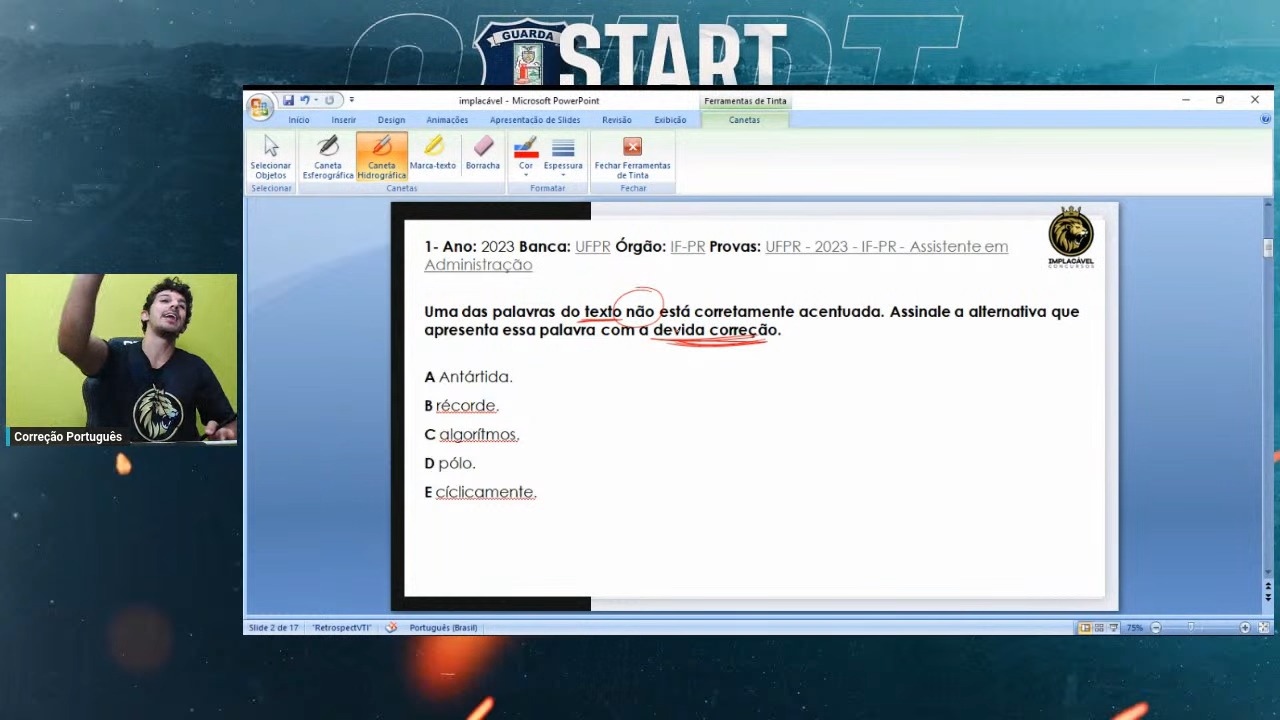 GUARDA
START
implacável - Microsoft PowerPoint
Ferramentas de Tinta
Início
Inserir
Design
Animações
Apresentação de Slides
Revisão
Exibição
Canetas
Selecionar
Objetos
Caneta
Esferográfica
Caneta
Hidrográfica
Marca-texto
Borracha
Cor
Espessura
Fechar Ferramentas
de Tinta
Selecionar
Canetas
Formatar
Fechar
1- Ano: 2023 Banca: UFPR Órgão: IF-PR Provas: UFPR - 2023 - IF-PR - Assistente em
Administração
IMPLACÁVEL
CONCURSOS
Uma das palavras do texto não está corretamente acentuada. Assinale a alternativa que
apresenta essa palavra com a devida correção.
A Antártida.
B récorde.
C algorítmos.
D pólo.
E cíclicamente.
Correção Português
Slide 2 de 17
"RetrospectVTI"
Português (Brasil)
75%